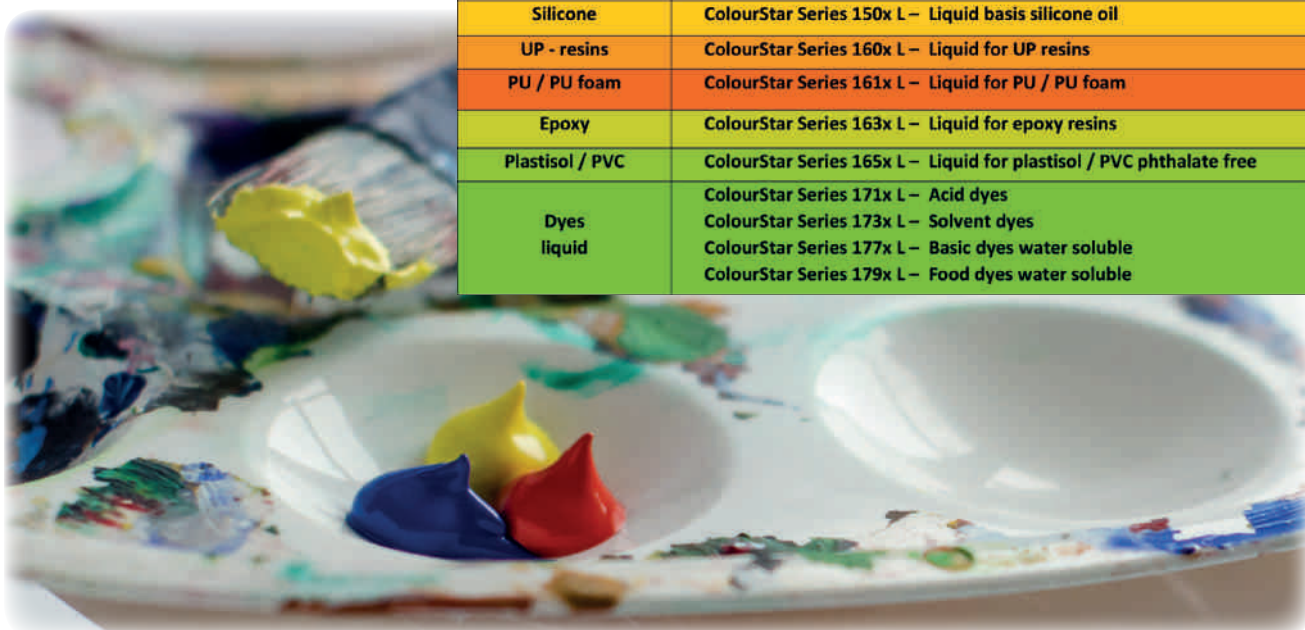 Silicone ColourStar Series 150x L – Liquid basis silicone oil
UP - resins ColourStar Series 160x L – Liquid for UP resins
PU / PU foam ColourStar Series 161x L – Liquid for PU / PU foam
Epoxy ColourStar Series 163x L – Liquid for epoxy resins
Plastisol / PVC ColourStar Series 165x L – Liquid for plastisol / PVC phthalate free
Dyes
liquid
ColourStar Series 171x L – Acid dyes
ColourStar Series 173x L – Solvent dyes
ColourStar Series 177x L – Basic dyes water soluble
ColourStar Series 179x L – Food dyes water soluble